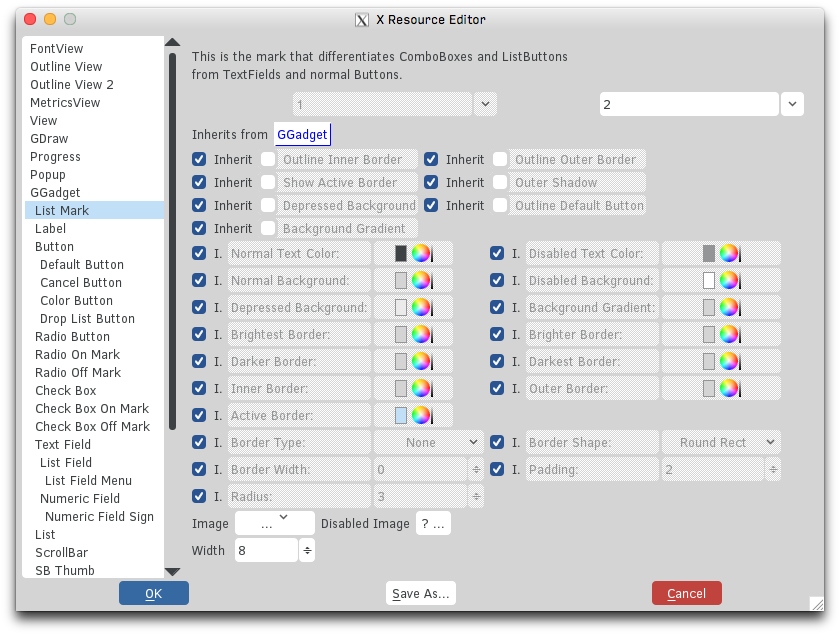 X Resource Editor
FontView
Outline View
Outline View 2
MetricsView
View
GDraw
Progress
Popup
GGadget
List Mark
Label
Button
Default Button
Cancel Button
Color Button
Drop List Button
Radio Button
Radio On Mark
Radio Off Mark
Check Box
Check Box On Mark
Check Box Off Mark
Text Field
List Field
List Field Menu
Numeric Field
Numeric Field Sign
List
ScrollBar
SB Thumb
This is the mark that differentiates ComboBoxes and ListButtons
from TextFields and normal Buttons.
1 2
Inherits from GGadget
Inherit Outline Inner Border Inherit Outline Outer Border
Inherit Show Active Border Inherit Outer Shadow
Inherit Depressed Background Inherit Outline Default Button
Inherit Background Gradient
I. Normal Text Color: I. Disabled Text Color:
I. Normal Background: I. Disabled Background:
I. Depressed Background: I. Background Gradient:
I. Brightest Border: I. Brighter Border:
I. Darker Border: I. Darkest Border:
I. Inner Border: I. Outer Border:
I. Active Border:
I. Border Type: None I. Border Shape: Round Rect
I. Border Width: 0 I. Padding: 2
I. Radius: 3
Image ... Disabled Image ? ...
Width 8
OK Save As... Cancel